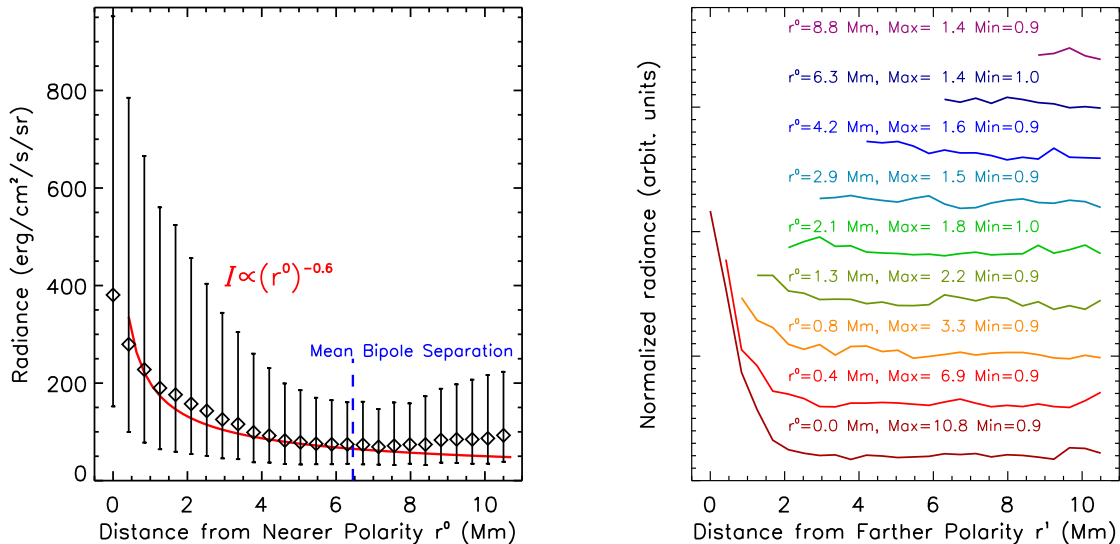 800
600
400
200
0
Radiance (erg/cm²/s/sr)
I∝(r⁰)⁻⁰·⁶
Mean Bipole Separation
0 2 4 6 8 10
Distance from Nearer Polarity r⁰ (Mm)
Normalized radiance (arbit. units)
r⁰=8.8 Mm, Max= 1.4 Min=0.9
r⁰=6.3 Mm, Max= 1.4 Min=1.0
r⁰=4.2 Mm, Max= 1.6 Min=0.9
r⁰=2.9 Mm, Max= 1.5 Min=0.9
r⁰=2.1 Mm, Max= 1.8 Min=1.0
r⁰=1.3 Mm, Max= 2.2 Min=0.9
r⁰=0.8 Mm, Max= 3.3 Min=0.9
r⁰=0.4 Mm, Max= 6.9 Min=0.9
r⁰=0.0 Mm, Max=10.8 Min=0.9
0 2 4 6 8 10
Distance from Farther Polarity r¹ (Mm)